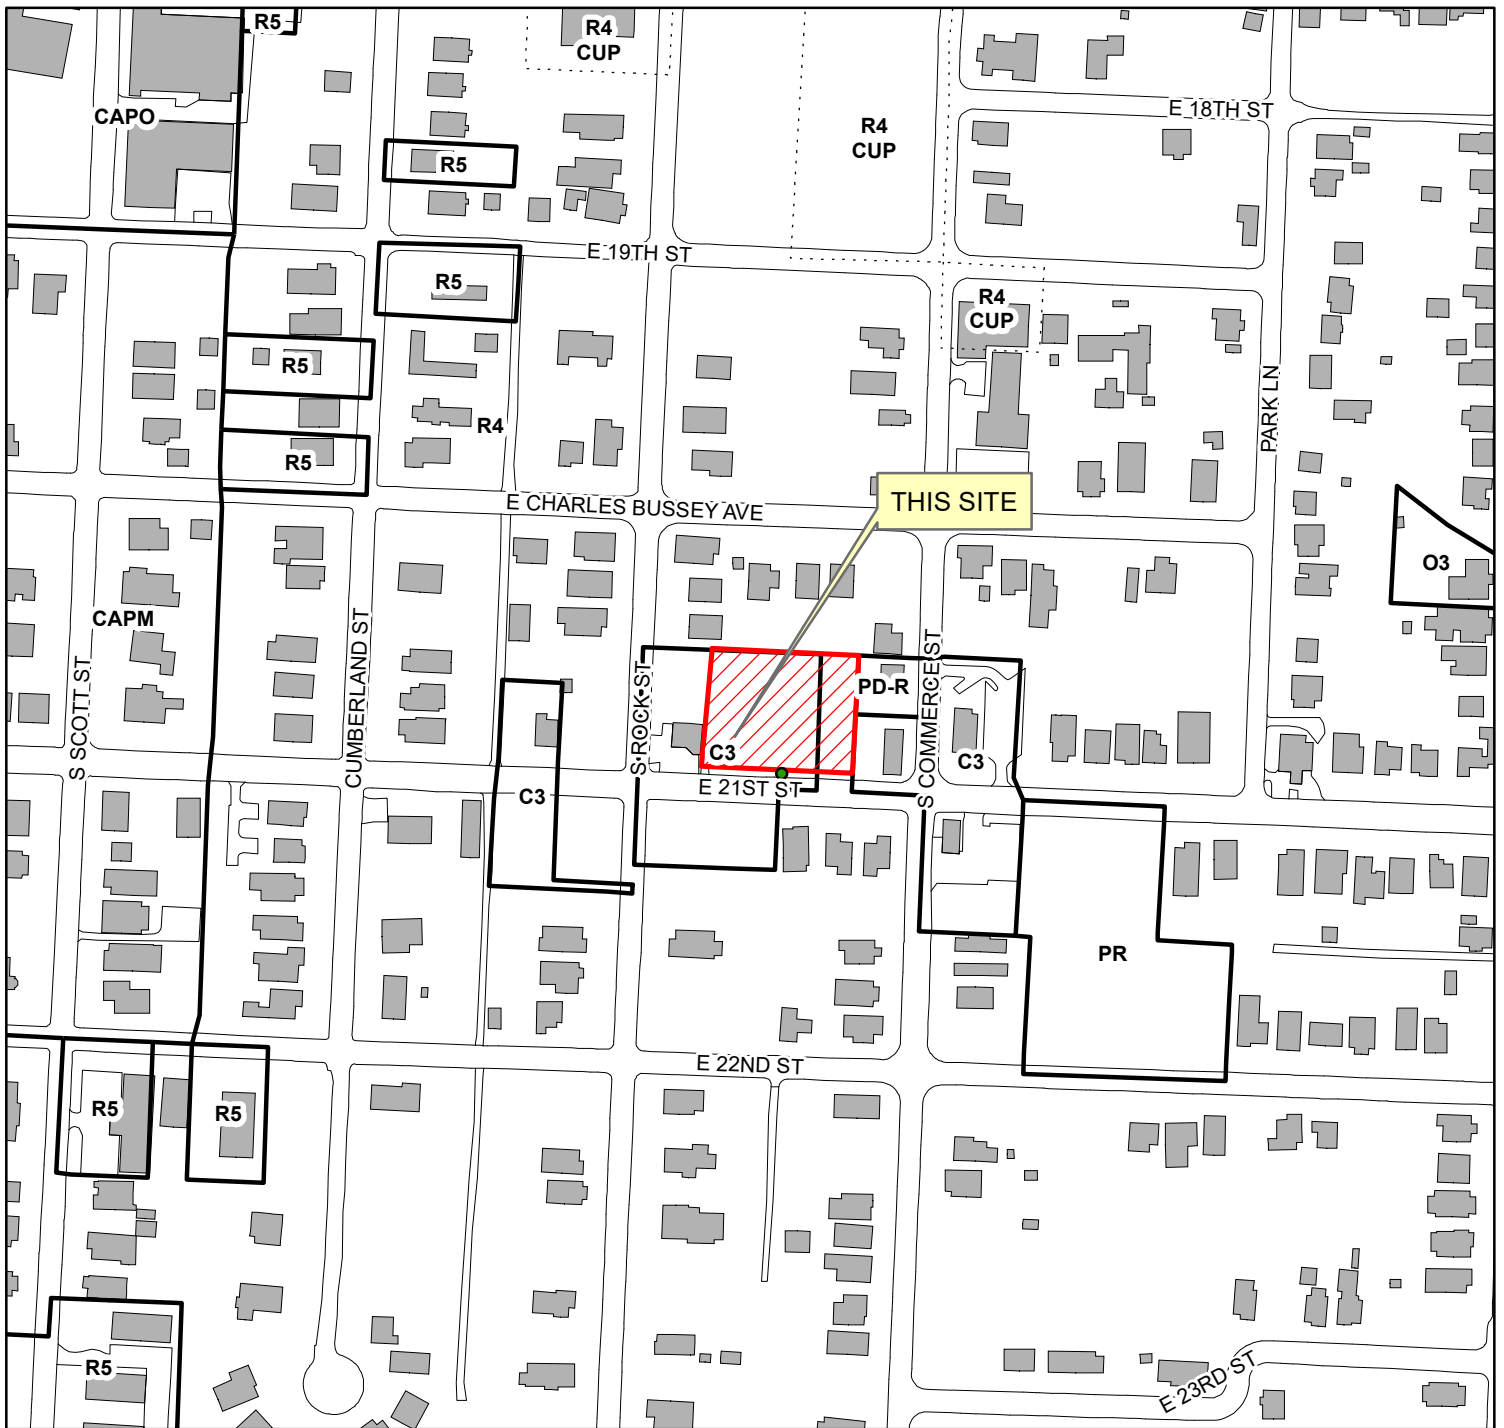 R5
R4
CUP
CAPO
E 18TH ST
R4
CUP
R5
E 19TH ST
R5
R4
CUP
R5
PARK LN
R4
R5
E CHARLES BUSSEY AVE
THIS SITE
O3
CAPM
CUMBERLAND ST
S SCOTT ST
S ROCK ST
S COMMERCE ST
PD-R
C3
C3
E 21ST ST
C3
PR
E 22ND ST
R5
R5
R5
E 23RD ST